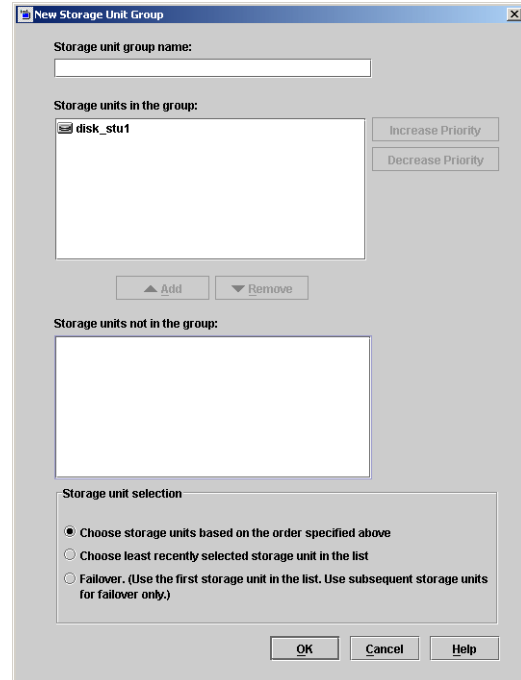 New Storage Unit Group
Storage unit group name:
Storage units in the group:
disk_stu1
Increase Priority
Decrease Priority
Add
Remove
Storage units not in the group:
Storage unit selection
Choose storage units based on the order specified above
Choose least recently selected storage unit in the list
Failover. (Use the first storage unit in the list. Use subsequent storage units
for failover only.)
OK
Cancel
Help